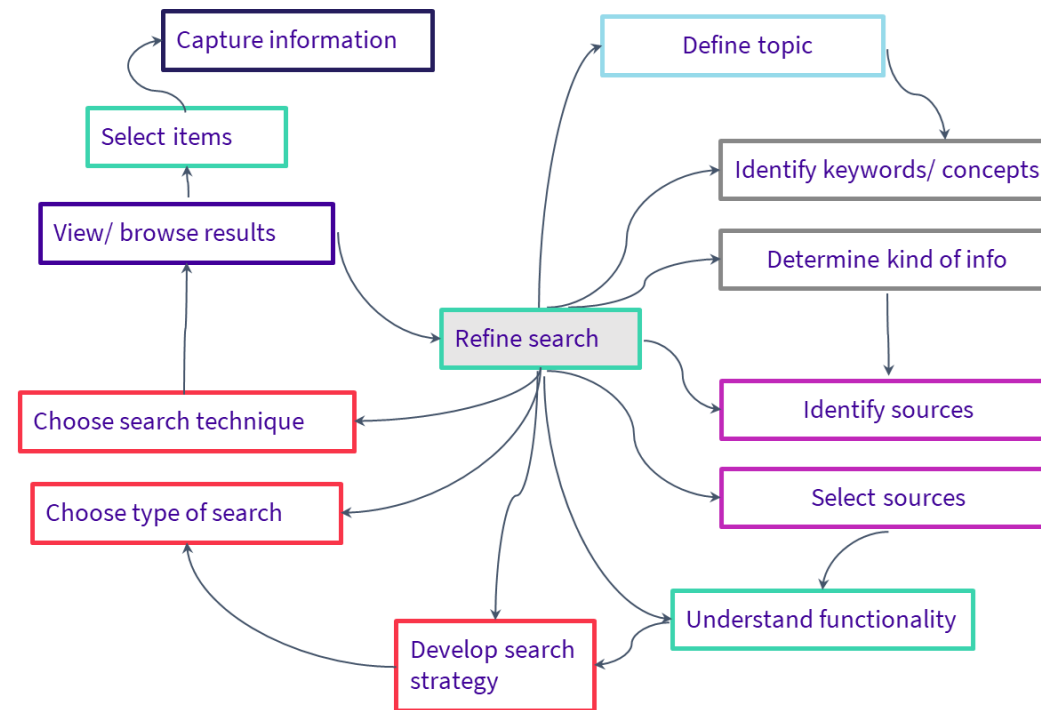 Capture information
Define topic
Select items
Identify keywords/ concepts
View/ browse results
Determine kind of info
Refine search
Choose search technique
Identify sources
Choose type of search
Select sources
Understand functionality
Develop search
strategy